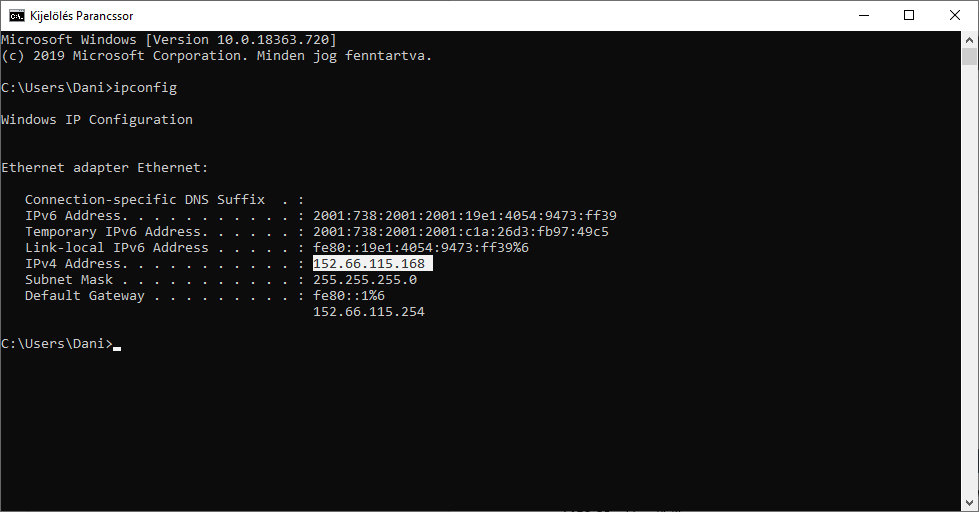 Kijelölés Parancssor
Microsoft Windows [Version 10.0.18363.720]
(c) 2019 Microsoft Corporation. Minden jog fenntartva.
C:\Users\Dani>ipconfig
Windows IP Configuration
Ethernet adapter Ethernet:
Connection-specific DNS Suffix  . :
IPv6 Address. . . . . . . . . . . : 2001:738:2001:2001:19e1:4054:9473:ff39
Temporary IPv6 Address. . . . . . : 2001:738:2001:2001:c1a:26d3:fb97:49c5
Link-local IPv6 Address . . . . . : fe80::19e1:4054:9473:ff39%6
IPv4 Address. . . . . . . . . . . : 152.66.115.168
Subnet Mask . . . . . . . . . . . : 255.255.255.0
Default Gateway . . . . . . . . . : fe80::1%6
152.66.115.254
C:\Users\Dani>